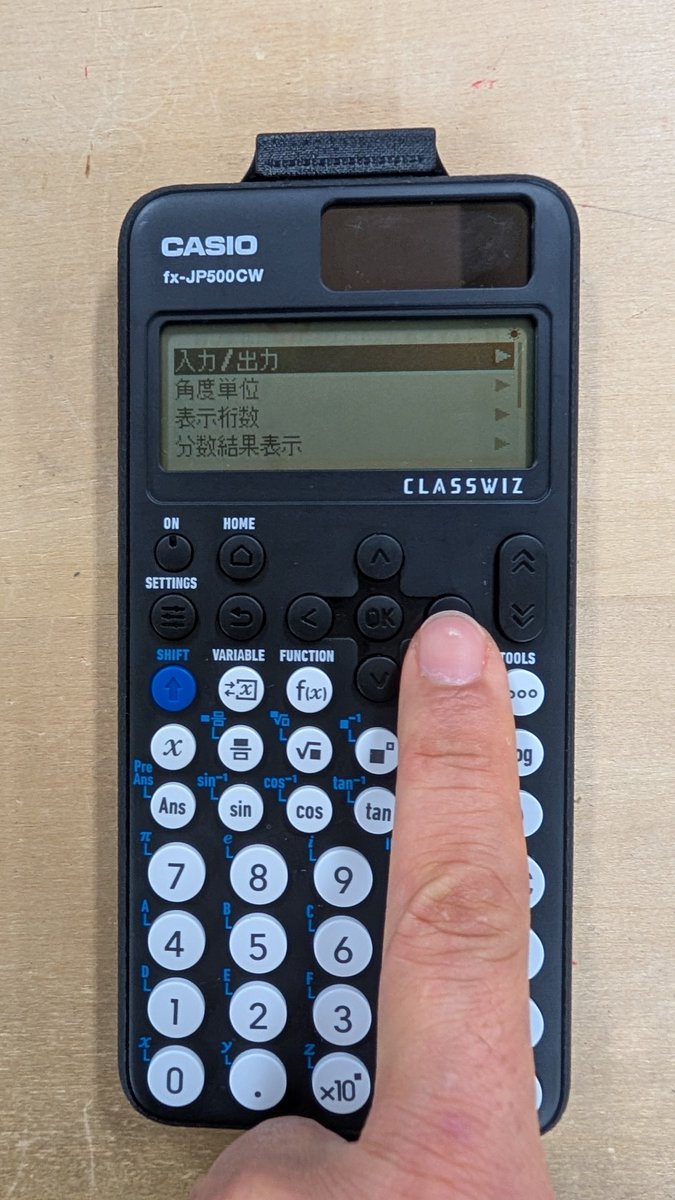 CASIO
fx-JP500CW
入力/出力
角度単位
表示桁数
分数結果表示
CLASSWIZ
ON HOME
SETTINGS
OK
SHIFT VARIABLE FUNCTION TOOLS
x f(x)
x √
Pre Ans sin⁻¹ cos⁻¹ tan⁻¹
Ans sin cos tan
π e i
7 8 9
A B C
4 5 6
D E F
1 2 3
x y z
0 . ×10